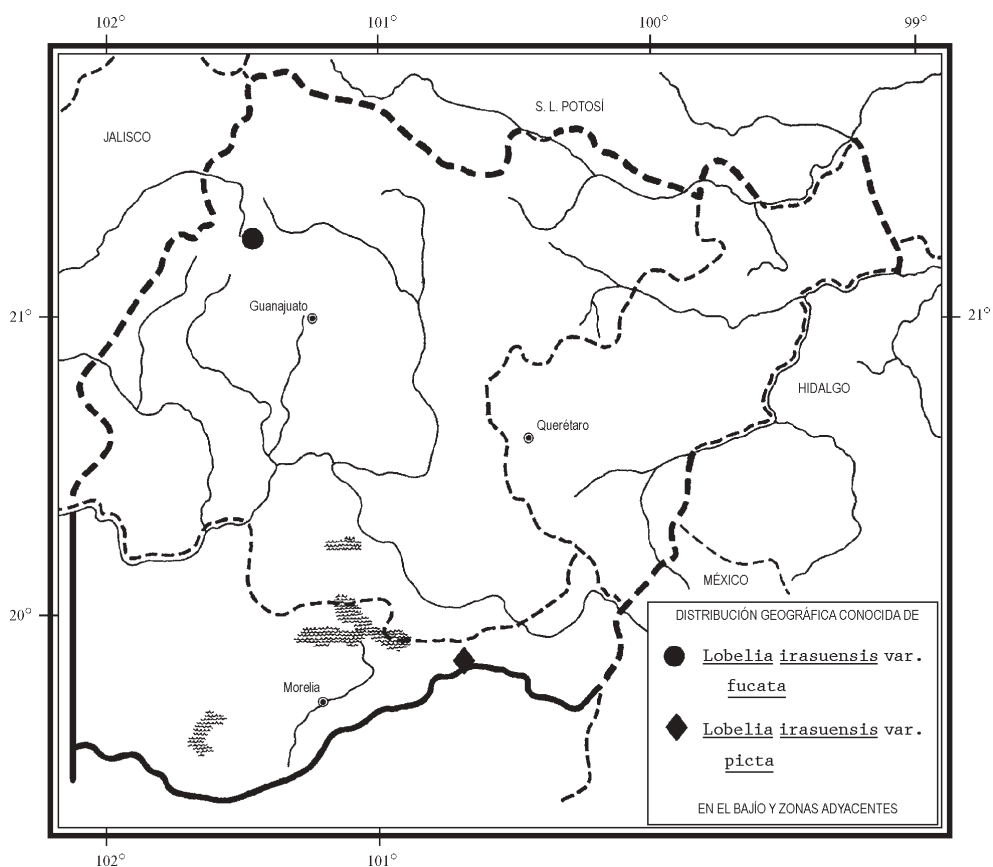 102° 101° 100° 99°
S. L. POTOSÍ
JALISCO
Guanajuato
21° 21°
HIDALGO
Querétaro
MÉXICO
20°
DISTRIBUCIÓN GEOGRÁFICA CONOCIDA DE
Lobelia irasuensis var.
fucata
Morelia
Lobelia irasuensis var.
picta
EN EL BAJÍO Y ZONAS ADYACENTES
102° 101°